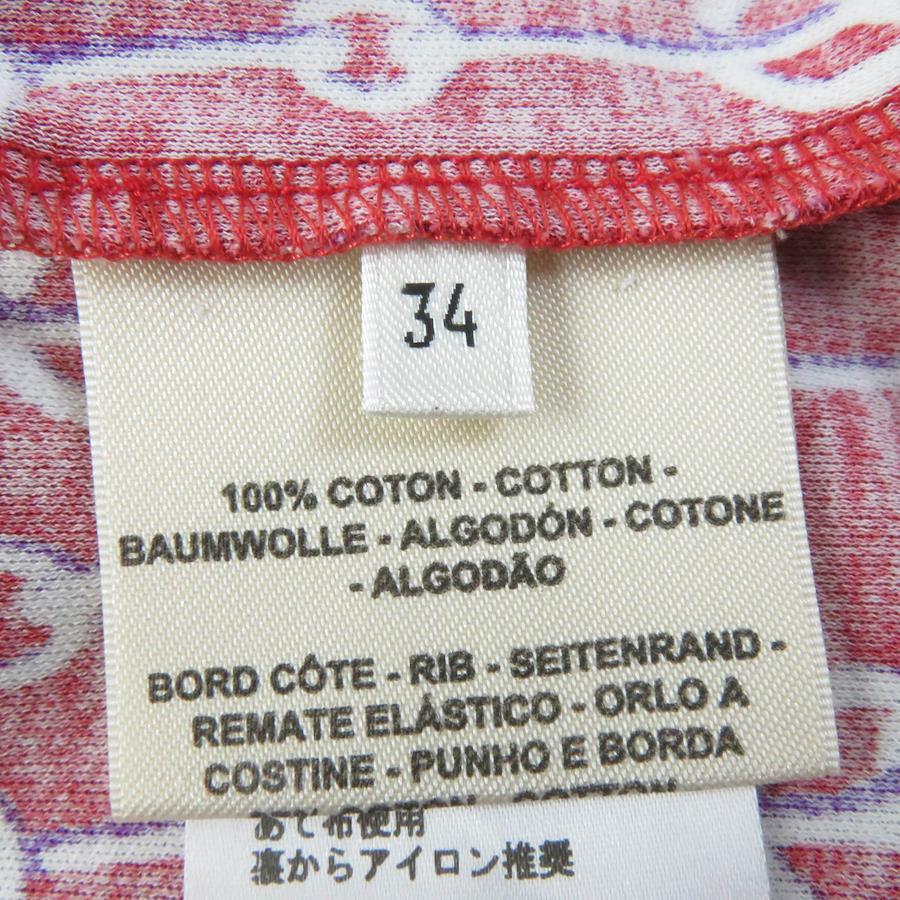 34
100% COTON - COTTON -
BAUMWOLLE - ALGODÓN - COTONE
- ALGODÃO
BORD CÔTE - RIB - SEITENRAND -
REMATE ELÁSTICO - ORLO A
COSTINE - PUNHO E BORDA
COTTON
あて布使用
裏からアイロン推奨